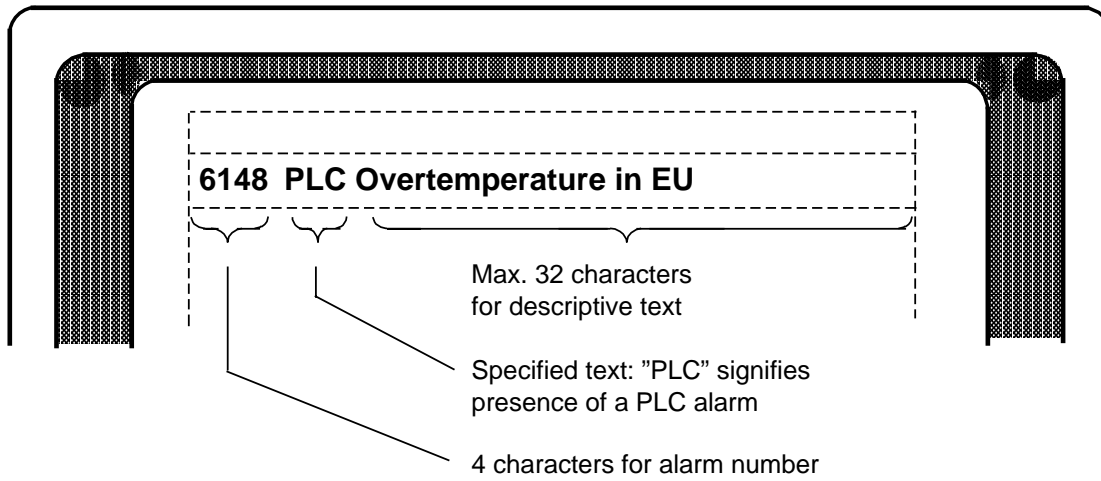 6148 PLC Overtemperature in EU
Max. 32 characters
for descriptive text
Specified text: ”PLC” signifies
presence of a PLC alarm
4 characters for alarm number